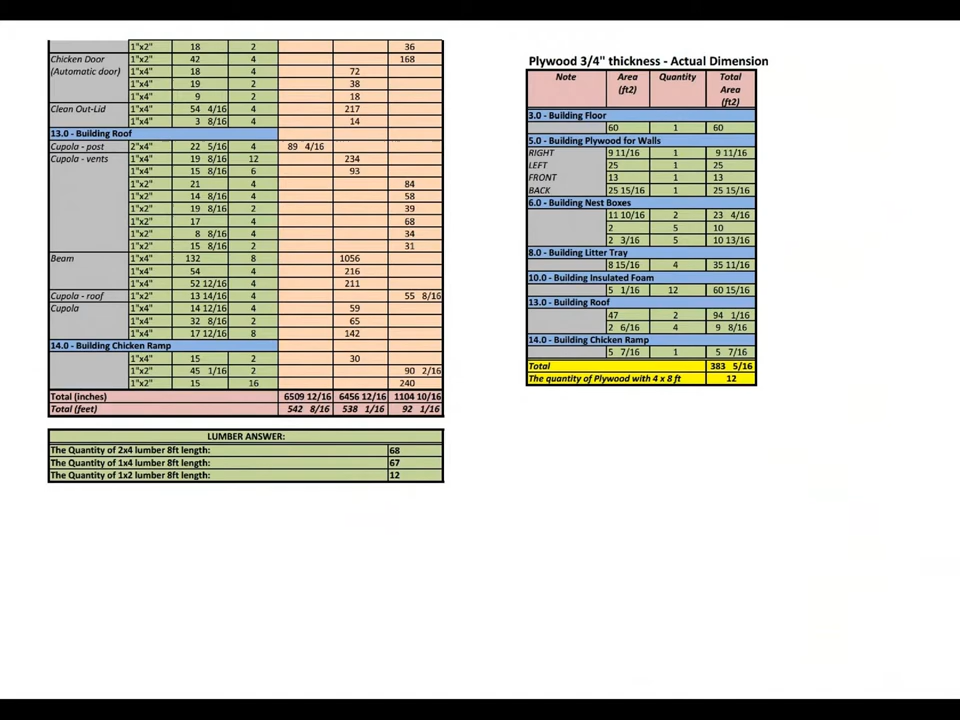 1"x2" 18 2 36
Chicken Door 1"x2" 42 4 168
(Automatic door) 1"x4" 18 4 72
1"x4" 19 2 38
1"x4" 9 2 18
Clean Out-Lid 1"x4" 54 4/16 4 217
1"x4" 3 8/16 4 14
13.0 - Building Roof
Cupola - post 2"x4" 22 5/16 4 89 4/16
Cupola - vents 1"x4" 19 8/16 12 234
1"x4" 15 8/16 6 93
1"x2" 21 4 84
1"x2" 14 8/16 4 58
1"x2" 19 8/16 2 39
1"x2" 17 4 68
1"x2" 8 8/16 4 34
1"x2" 15 8/16 2 31
Beam 1"x4" 132 8 1056
1"x4" 54 4 216
1"x4" 52 12/16 4 211
Cupola - roof 1"x2" 13 14/16 4 55 8/16
Cupola 1"x4" 14 12/16 4 59
1"x4" 32 8/16 2 65
1"x4" 17 12/16 8 142
14.0 - Building Chicken Ramp
1"x4" 15 2 30
1"x2" 45 1/16 2 90 2/16
1"x2" 15 16 240
Total (inches) 6509 12/16 6456 12/16 1104 10/16
Total (feet) 542 8/16 538 1/16 92 1/16
LUMBER ANSWER:
The Quantity of 2x4 lumber 8ft length: 68
The Quantity of 1x4 lumber 8ft length: 67
The Quantity of 1x2 lumber 8ft length: 12
Plywood 3/4" thickness - Actual Dimension
Note Area (ft2) Quantity Total Area (ft2)
3.0 - Building Floor
60 1 60
5.0 - Building Plywood for Walls
RIGHT 9 11/16 1 9 11/16
LEFT 25 1 25
FRONT 13 1 13
BACK 25 15/16 1 25 15/16
6.0 - Building Nest Boxes
11 10/16 2 23 4/16
2 5 10
2 3/16 5 10 13/16
8.0 - Building Litter Tray
8 15/16 4 35 11/16
10.0 - Building Insulated Foam
5 1/16 12 60 15/16
13.0 - Building Roof
47 2 94 1/16
2 6/16 4 9 8/16
14.0 - Building Chicken Ramp
5 7/16 1 5 7/16
Total 383 5/16
The quantity of Plywood with 4 x 8 ft 12